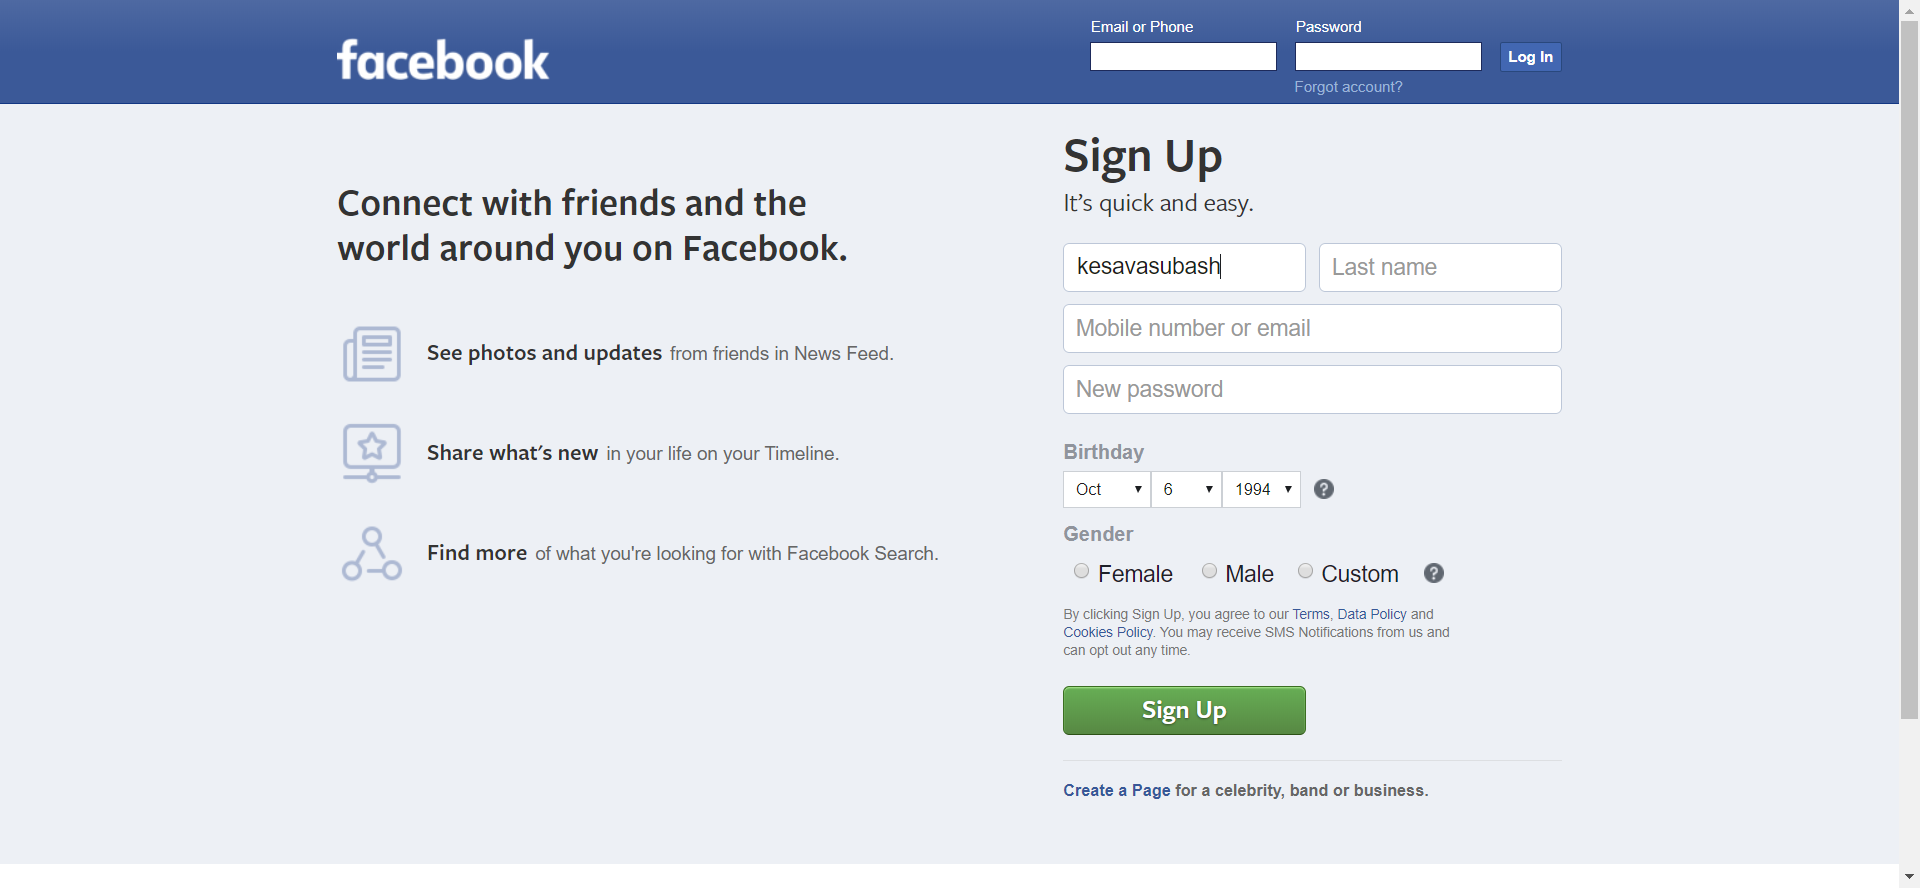 facebook
Email or Phone
Password
Log In
Forgot account?
Connect with friends and the
world around you on Facebook.
See photos and updates from friends in News Feed.
Share what's new in your life on your Timeline.
Find more of what you're looking for with Facebook Search.
Sign Up
It's quick and easy.
kesavasubash
Last name
Mobile number or email
New password
Birthday
Oct 6 1994 ?
Gender
Female Male Custom ?
By clicking Sign Up, you agree to our Terms, Data Policy and
Cookies Policy. You may receive SMS Notifications from us and
can opt out any time.
Sign Up
Create a Page for a celebrity, band or business.